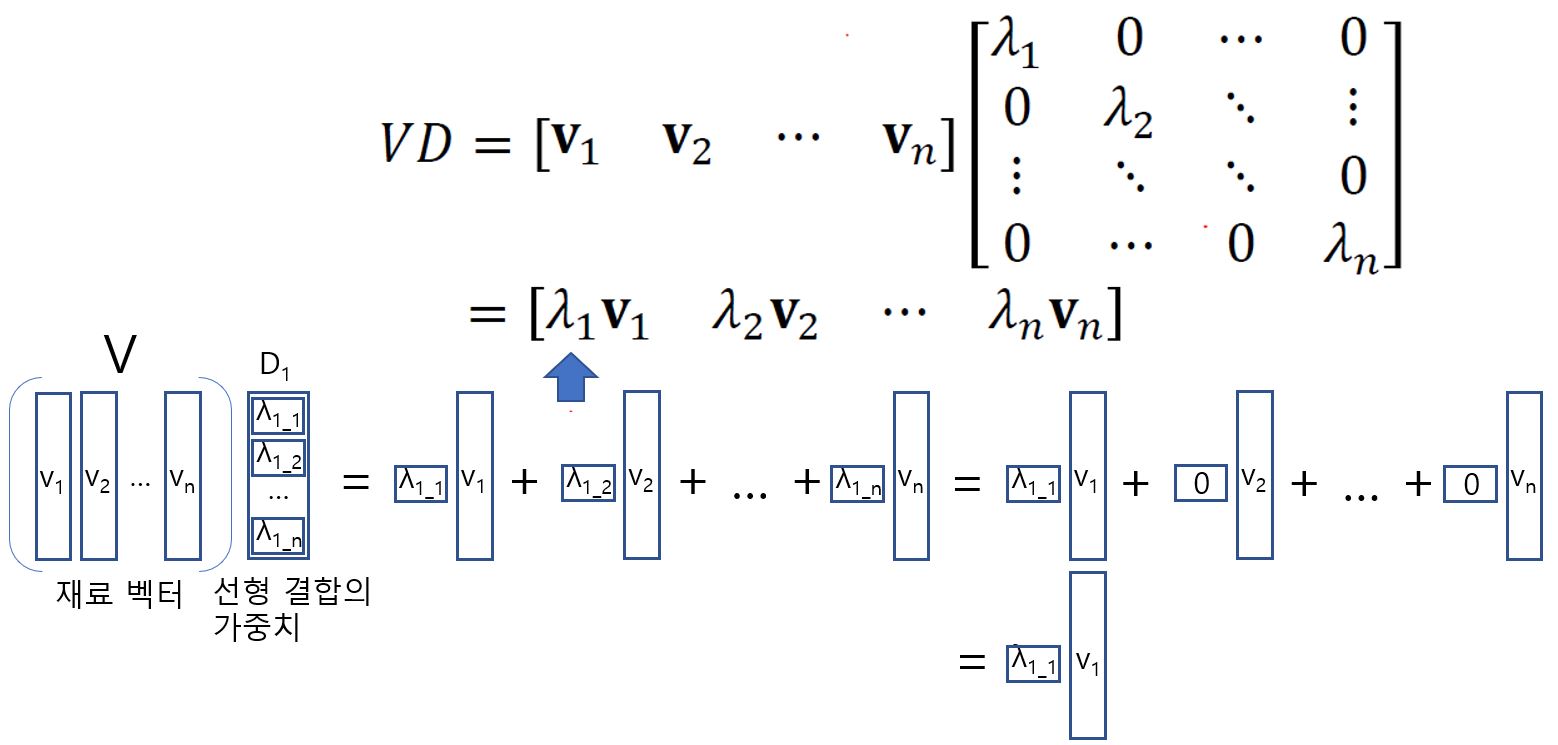 VD = [v₁ v₂ ⋯ vₙ] [λ₁ 0 ⋯ 0
0 λ₂ ⋱ ⋮
⋮ ⋱ ⋱ 0
0 ⋯ 0 λₙ]
= [λ₁v₁ λ₂v₂ ⋯ λₙvₙ]
V
D₁
v₁ v₂ ... vₙ
λ₁_₁
λ₁_₂
...
λ₁_ₙ
= λ₁_₁ v₁ + λ₁_₂ v₂ + ... + λ₁_ₙ vₙ = λ₁_₁ v₁ + 0 v₂ + ... + 0 vₙ
재료 벡터
선형 결합의
가중치
= λ₁_₁ v₁